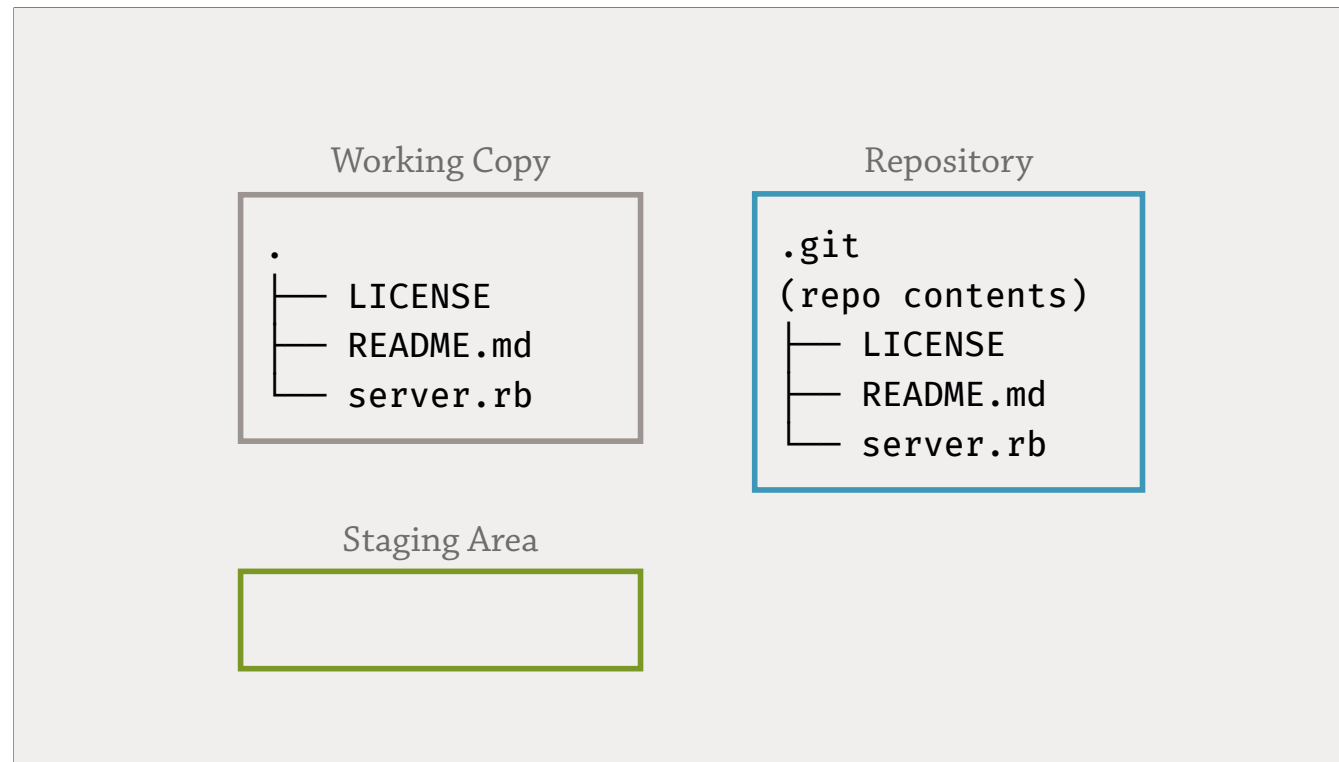 Working Copy
.
├── LICENSE
├── README.md
└── server.rb
Repository
.git
(repo contents)
├── LICENSE
├── README.md
└── server.rb
Staging Area